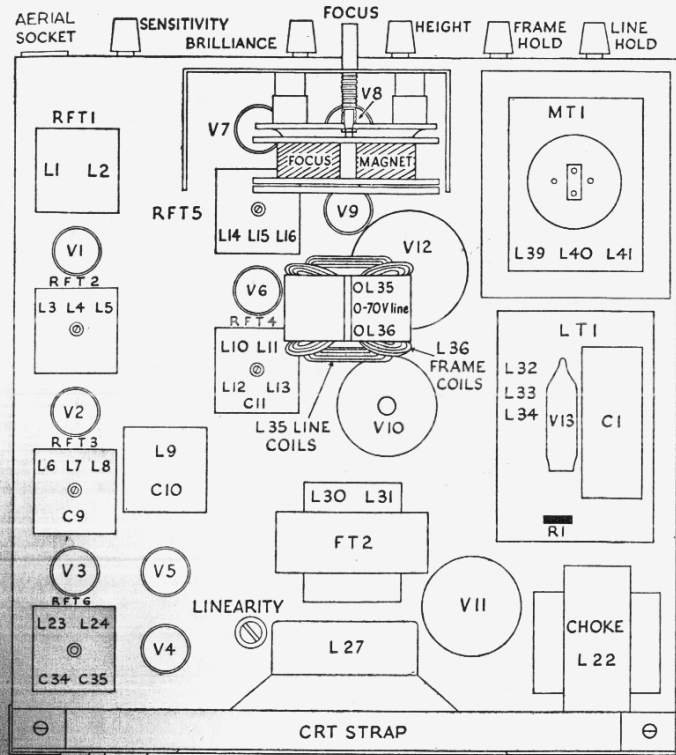 AERIAL SOCKET
SENSITIVITY
BRILLIANCE
FOCUS
HEIGHT
FRAME HOLD
LINE HOLD
RFT1
L1 L2
V7
V8
FOCUS MAGNET
MT1
L39 L40 L41
RFT5
L14 L15 L16
V9
V12
V1
RFT2
L3 L4 L5
V6
RFT4
L10 L11
L12 L13
C11
OL35
0-70V line
OL36
L36 FRAME COILS
L35 LINE COILS
V10
LT1
L32
L33
L34
V13
C1
R1
V2
RFT3
L6 L7 L8
C9
L9
C10
L30 L31
FT2
V3
V5
RFT6
L23 L24
C34 C35
V4
LINEARITY
L27
V11
CHOKE
L22
CRT STRAP